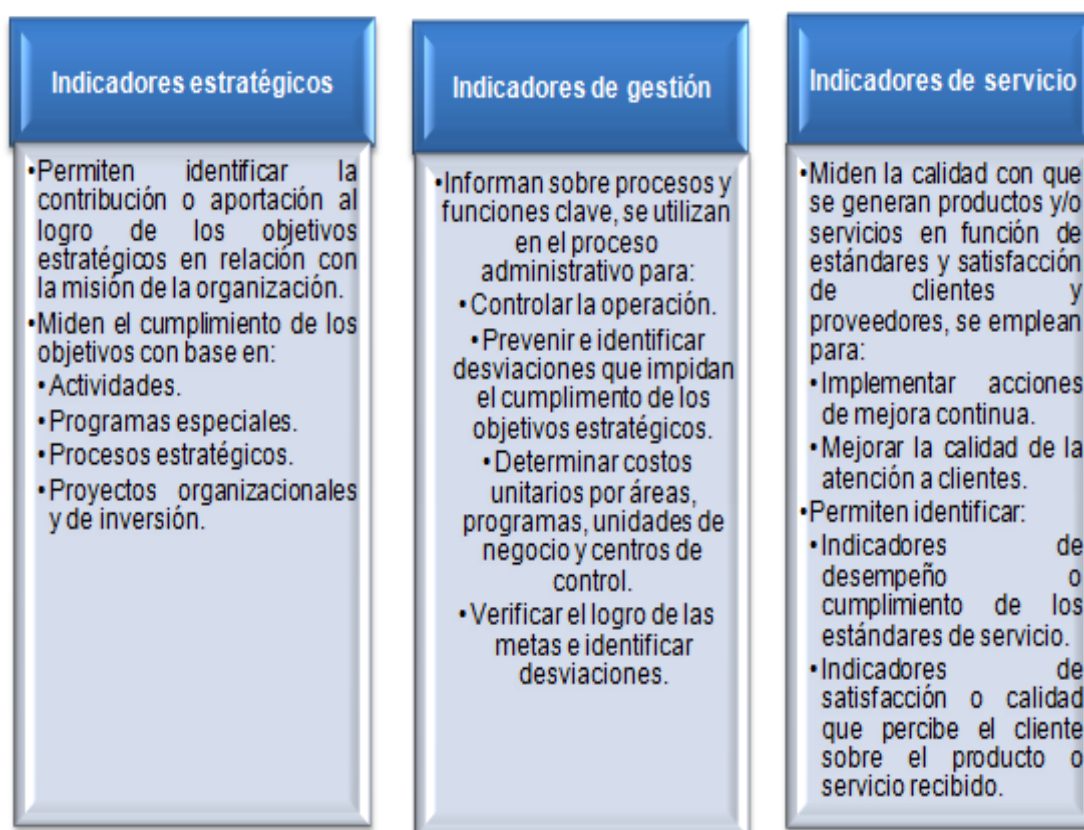 Indicadores estratégicos
•Permiten identificar la
contribución o aportación al
logro de los objetivos
estratégicos en relación con
la misión de la organización.
•Miden el cumplimiento de los
objetivos con base en:
•Actividades.
•Programas especiales.
•Procesos estratégicos.
•Proyectos organizacionales
y de inversión.
Indicadores de gestión
•Informan sobre procesos y
funciones clave, se utilizan
en el proceso
administrativo para:
•Controlar la operación.
•Prevenir e identificar
desviaciones que impidan
el cumplimento de los
objetivos estratégicos.
•Determinar costos
unitarios por áreas,
programas, unidades de
negocio y centros de
control.
•Verificar el logro de las
metas e identificar
desviaciones.
Indicadores de servicio
•Miden la calidad con que
se generan productos y/o
servicios en función de
estándares y satisfacción
de clientes y
proveedores, se emplean
para:
•Implementar acciones
de mejora continua.
•Mejorar la calidad de la
atención a clientes.
•Permiten identificar:
•Indicadores de
desempeño o
cumplimiento de los
estándares de servicio.
•Indicadores de
satisfacción o calidad
que percibe el cliente
sobre el producto o
servicio recibido.